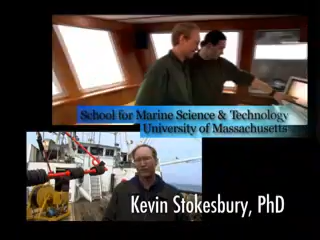 School for Marine Science & Technology
University of Massachusetts
Kevin Stokesbury, PhD